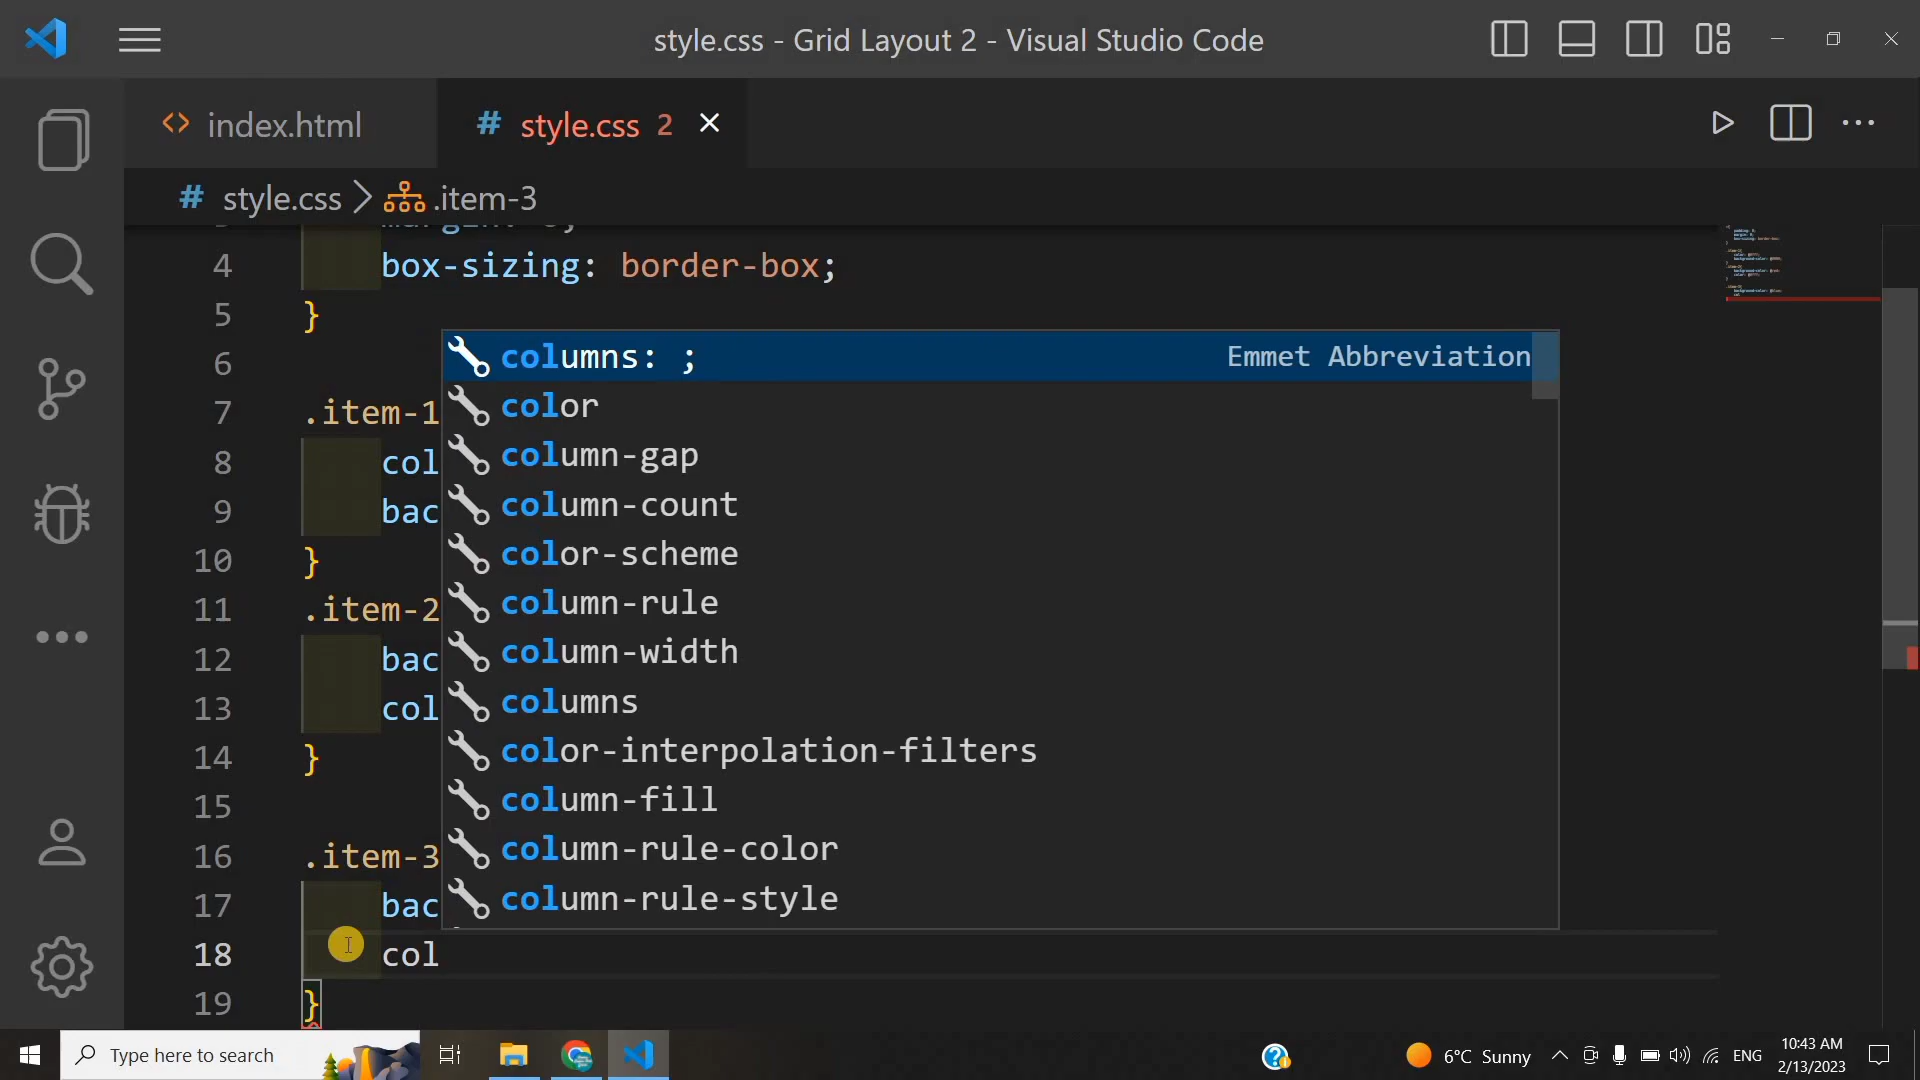 style.css - Grid Layout 2 - Visual Studio Code
<> index.html
# style.css 2
# style.css > .item-3
4 box-sizing: border-box;
5 }
6
7 .item-1
8 col
9 bac
10 }
11 .item-2
12 bac
13 col
14 }
15
16 .item-3
17 bac
18 col
19 }
columns: ; Emmet Abbreviation
color
column-gap
column-count
color-scheme
column-rule
column-width
columns
color-interpolation-filters
column-fill
column-rule-color
column-rule-style
Type here to search
6°C Sunny
ENG
10:43 AM
2/13/2023